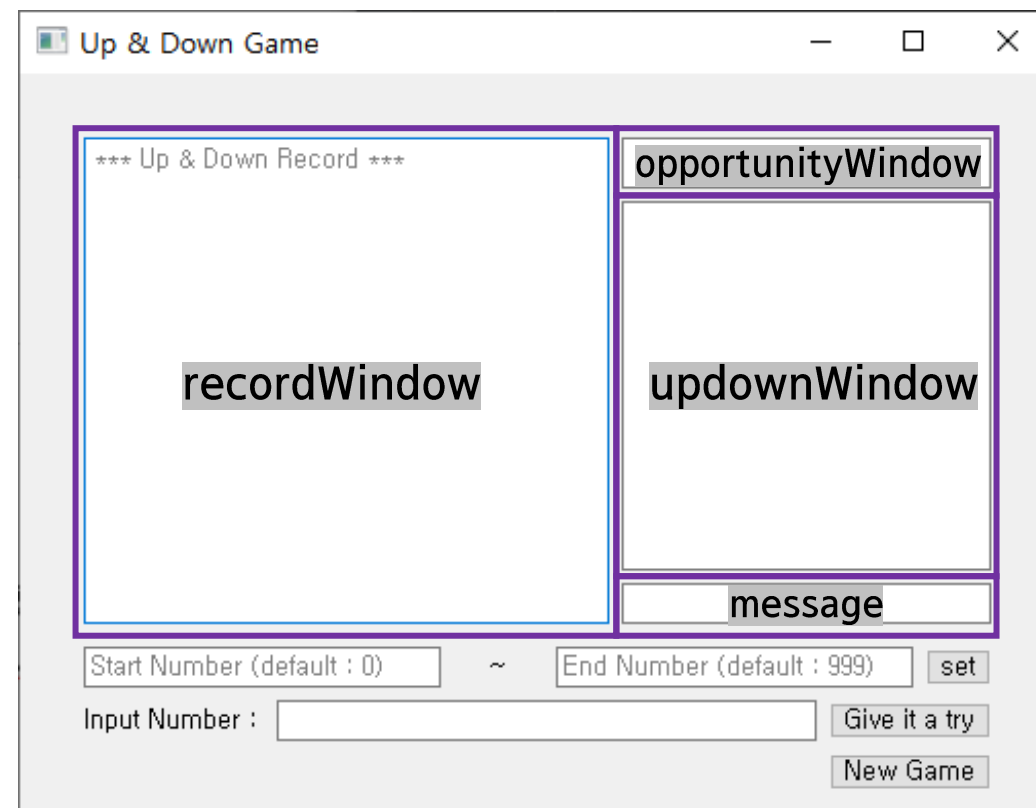 Up & Down Game
*** Up & Down Record ***
opportunityWindow
recordWindow
updownWindow
message
Start Number (default : 0)
~
End Number (default : 999)
set
Input Number :
Give it a try
New Game